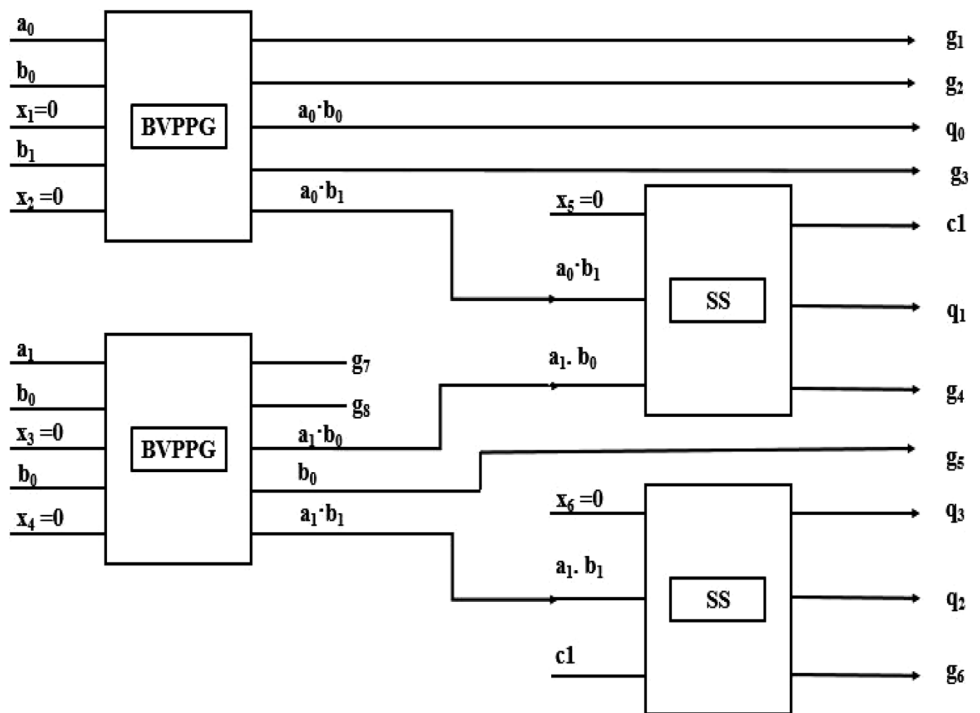 a₀
g₁
b₀
g₂
x₁=0
BVPPG
a₀·b₀
q₀
b₁
g₃
x₂ =0
a₀·b₁
x₅ =0
c1
a₀·b₁
SS
q₁
a₁
g₇
a₁. b₀
g₄
b₀
g₈
x₃=0
BVPPG
a₁·b₀
g₅
b₀
b₀
x₄ =0
a₁·b₁
x₆ =0
q₃
a₁. b₁
SS
q₂
c1
g₆